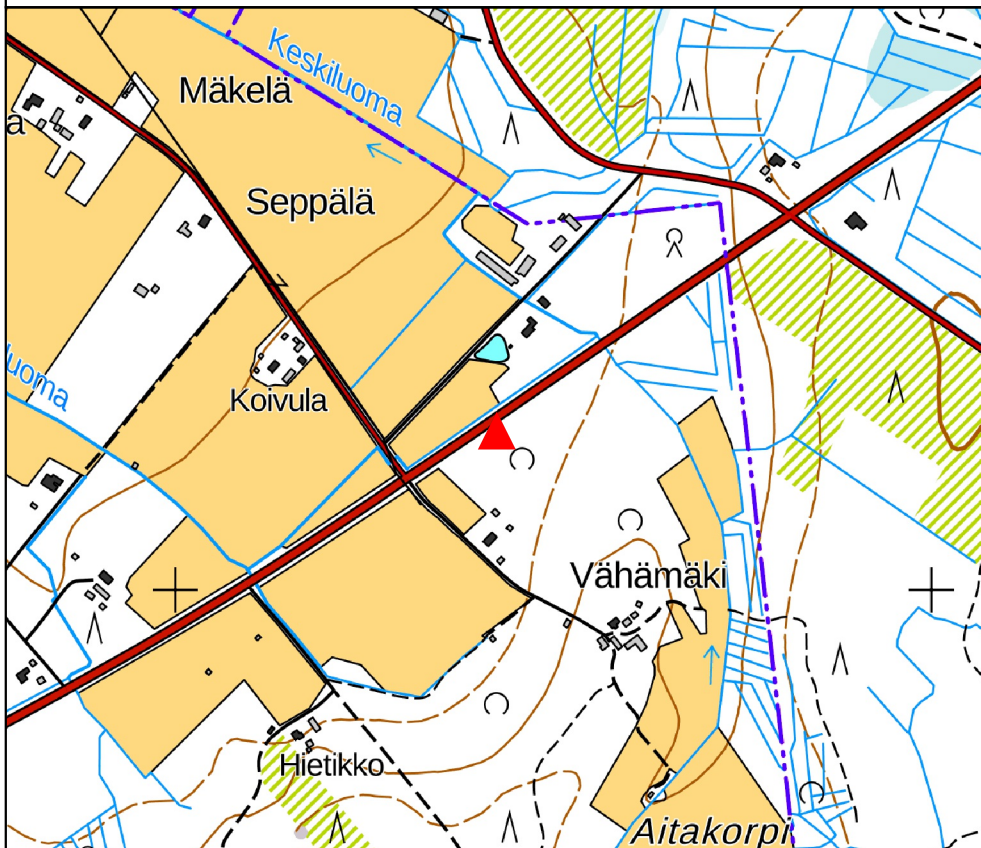 Keskiluoma
Mäkelä
a
Seppälä
luoma
Koivula
Vähämäki
Hietikko
Aitakorpi